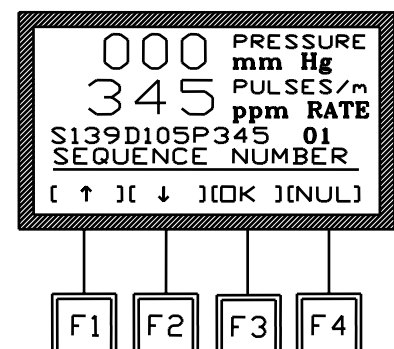 000 PRESSURE
mm Hg
345 PULSES/m
ppm RATE
S139D105P345 01
SEQUENCE NUMBER
[ ↑ ][ ↓ ][OK ][NUL]
F1 F2 F3 F4